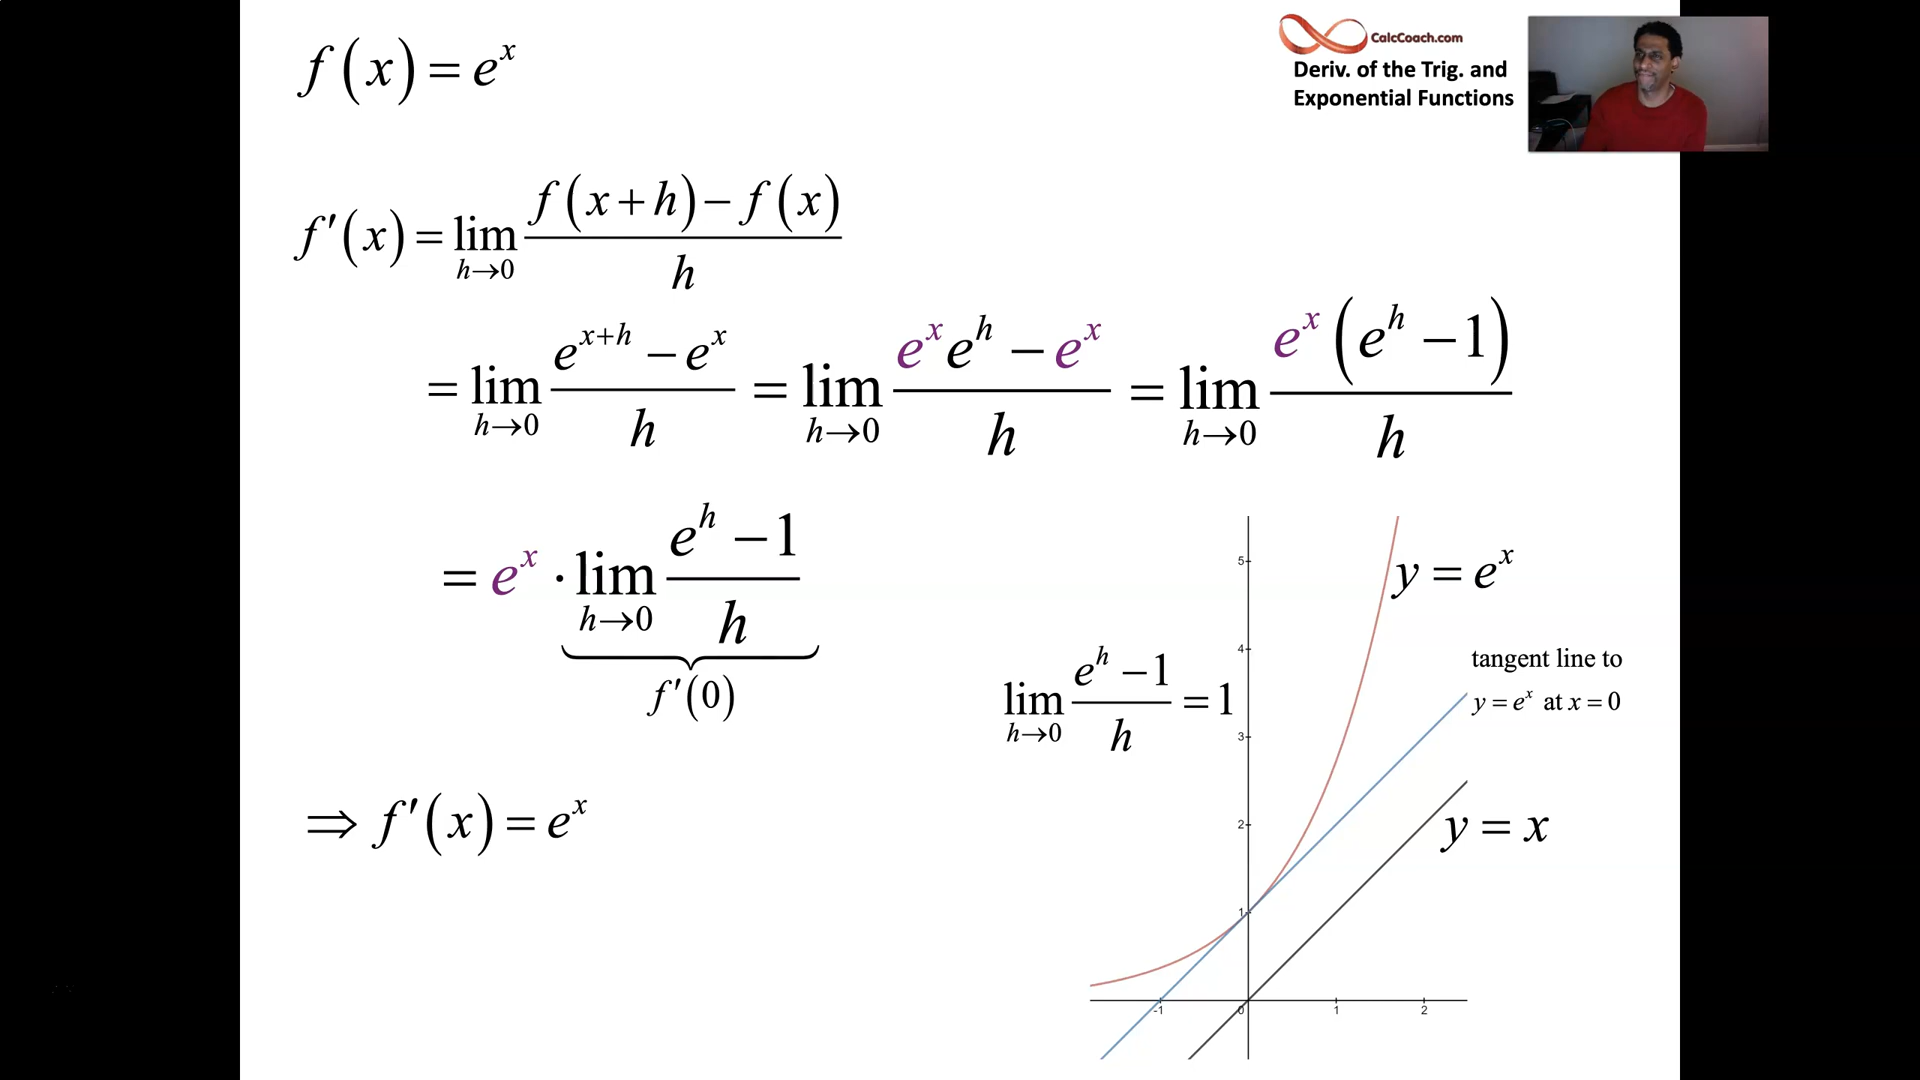 f(x) = e^x
CalcCoach.com
Deriv. of the Trig. and
Exponential Functions
f′(x) = lim_{h→0} (f(x+h) − f(x)) / h
= lim_{h→0} (e^{x+h} − e^x) / h = lim_{h→0} (e^x e^h − e^x) / h = lim_{h→0} (e^x (e^h − 1)) / h
= e^x · lim_{h→0} (e^h − 1) / h
f′(0)
⇒ f′(x) = e^x
lim_{h→0} (e^h − 1) / h = 1
y = e^x
tangent line to
y = e^x at x = 0
y = x
5
4
3
2
1
-1 0 1 2